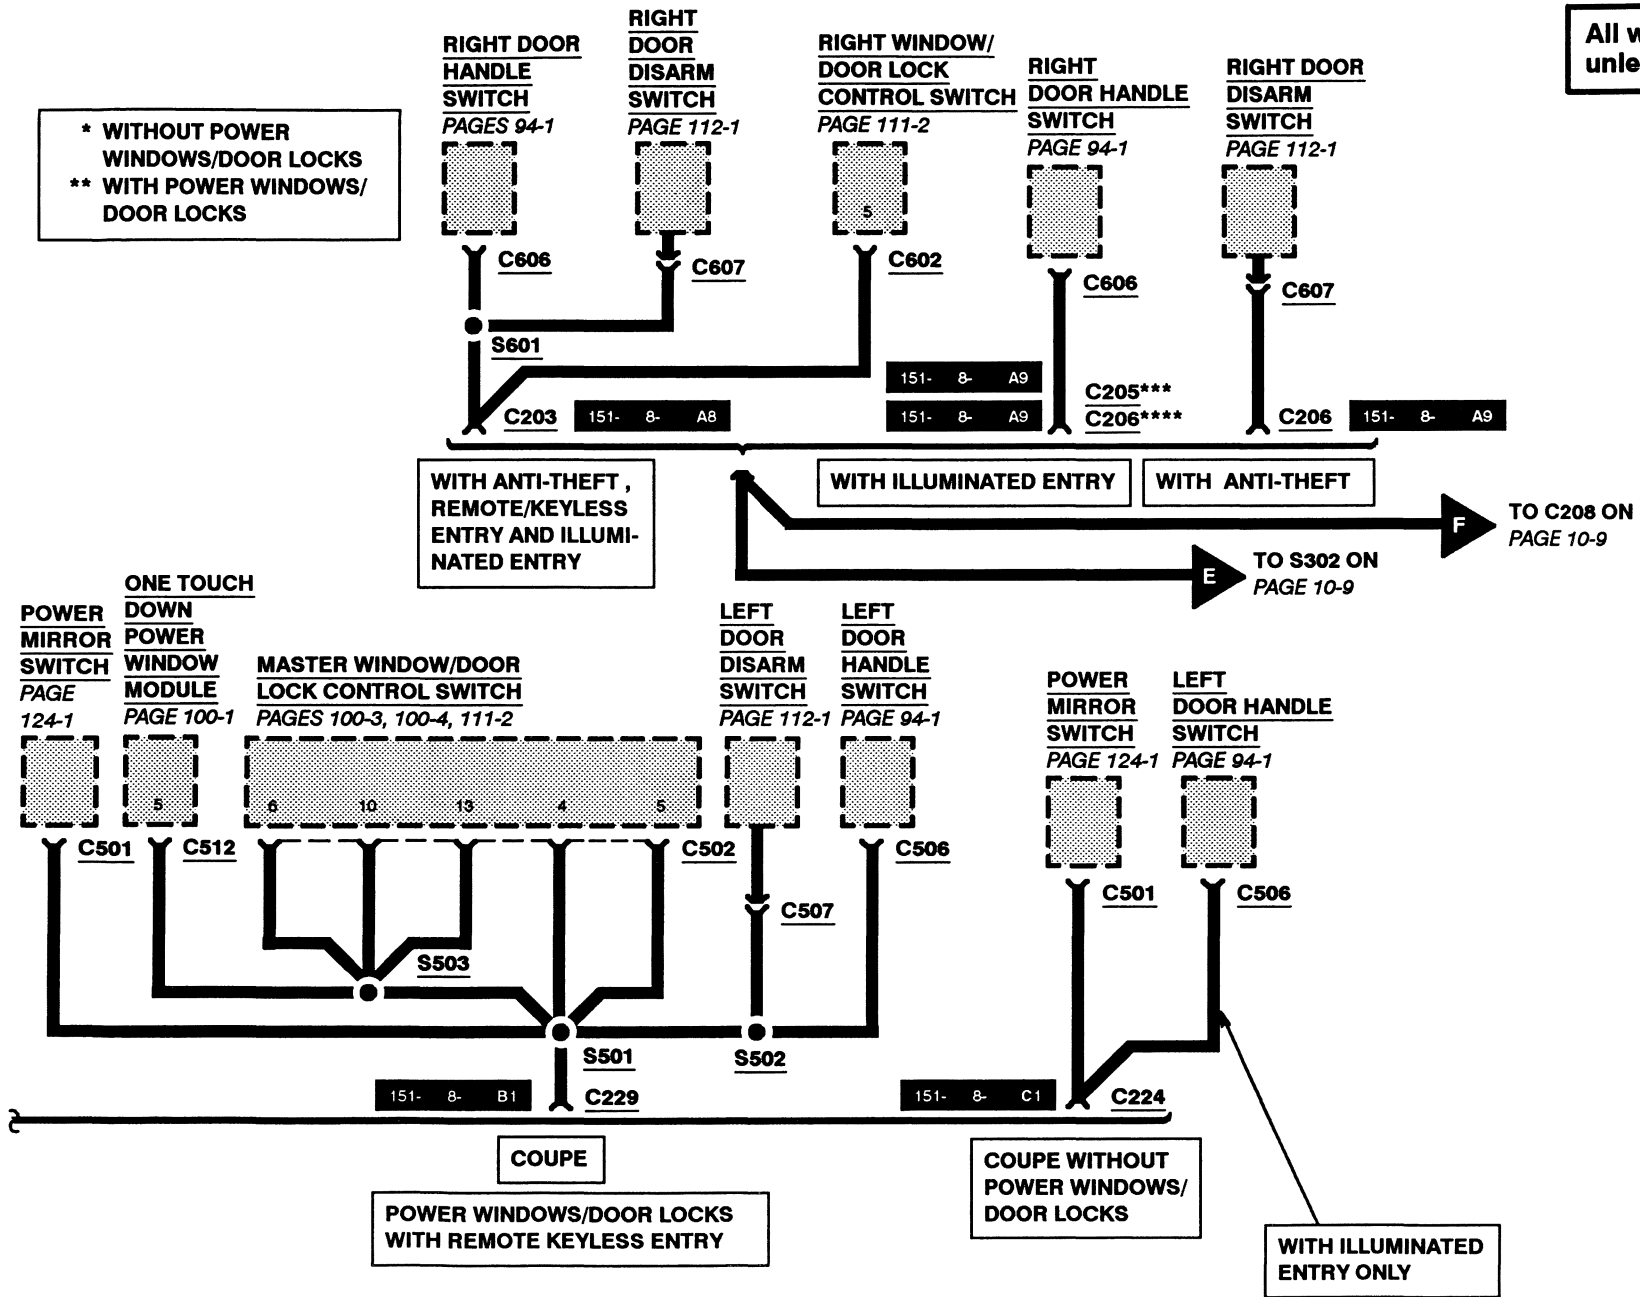 All w
unle
* WITHOUT POWER
WINDOWS/DOOR LOCKS
** WITH POWER WINDOWS/
DOOR LOCKS
RIGHT DOOR
HANDLE
SWITCH
PAGES 94-1
RIGHT
DOOR
DISARM
SWITCH
PAGE 112-1
RIGHT WINDOW/
DOOR LOCK
CONTROL SWITCH
PAGE 111-2
RIGHT
DOOR HANDLE
SWITCH
PAGE 94-1
RIGHT DOOR
DISARM
SWITCH
PAGE 112-1
5
C606
C607
C602
C606
C607
S601
151- 8- A9
C205***
C203
151- 8- A8
151- 8- A9
C206****
C206
151- 8- A9
WITH ANTI-THEFT ,
REMOTE/KEYLESS
ENTRY AND ILLUMI-
NATED ENTRY
WITH ILLUMINATED ENTRY
WITH ANTI-THEFT
F
TO C208 ON
PAGE 10-9
E
TO S302 ON
PAGE 10-9
POWER
MIRROR
SWITCH
PAGE
124-1
ONE TOUCH
DOWN
POWER
WINDOW
MODULE
PAGE 100-1
MASTER WINDOW/DOOR
LOCK CONTROL SWITCH
PAGES 100-3, 100-4, 111-2
LEFT
DOOR
DISARM
SWITCH
PAGE 112-1
LEFT
DOOR
HANDLE
SWITCH
PAGE 94-1
POWER
MIRROR
SWITCH
PAGE 124-1
LEFT
DOOR HANDLE
SWITCH
PAGE 94-1
5
6 10 13 4 5
C501
C512
C502
C506
C501
C506
C507
S503
S501
S502
151- 8- B1
C229
151- 8- C1
C224
COUPE
POWER WINDOWS/DOOR LOCKS
WITH REMOTE KEYLESS ENTRY
COUPE WITHOUT
POWER WINDOWS/
DOOR LOCKS
WITH ILLUMINATED
ENTRY ONLY